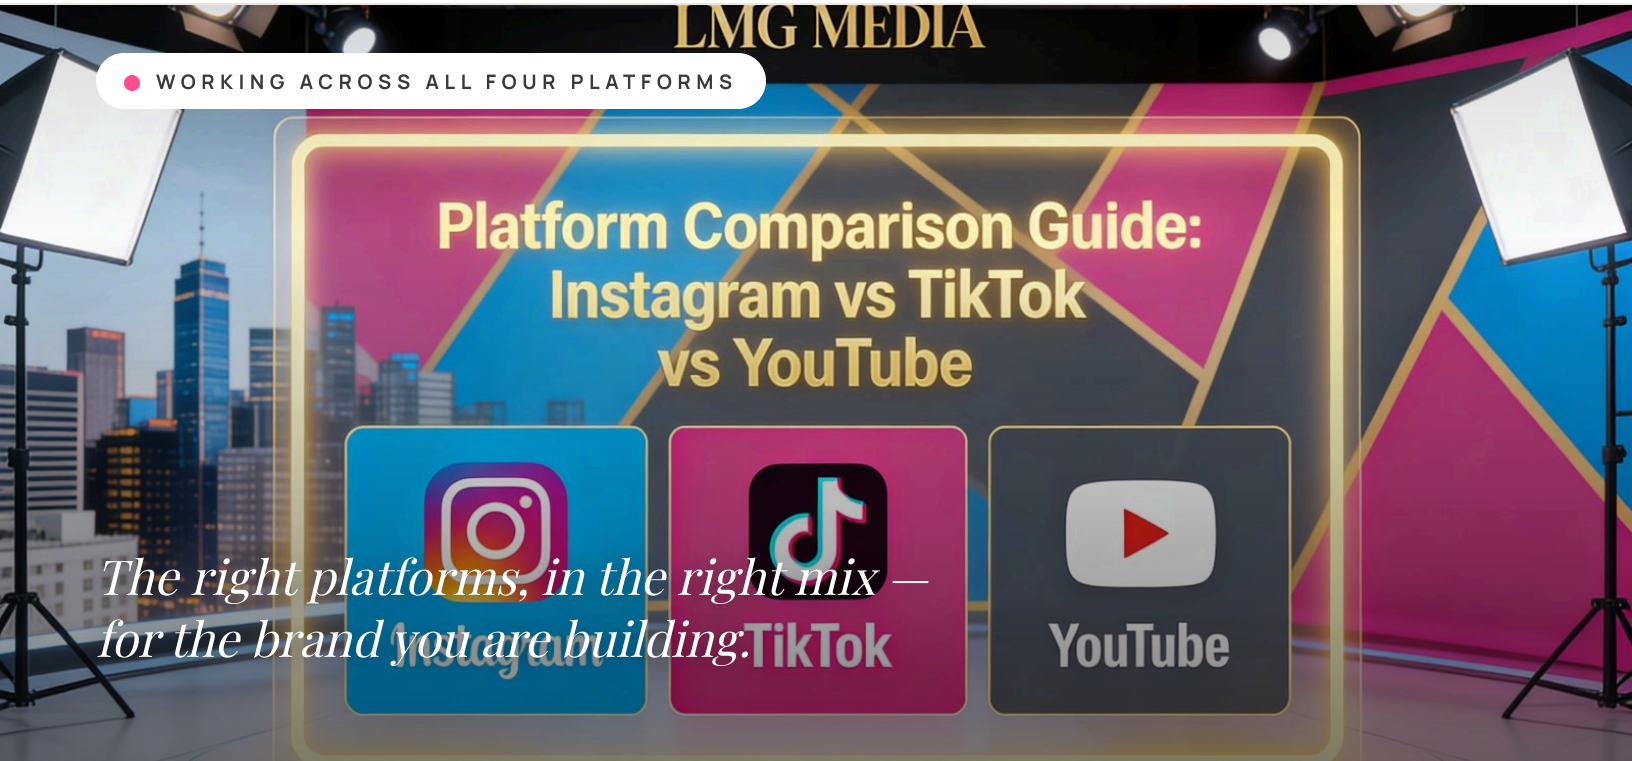 LMG MEDIA
WORKING ACROSS ALL FOUR PLATFORMS
Platform Comparison Guide:
Instagram vs TikTok
vs YouTube
The right platforms, in the right mix —
for the brand you are building.
Instagram
TikTok
YouTube